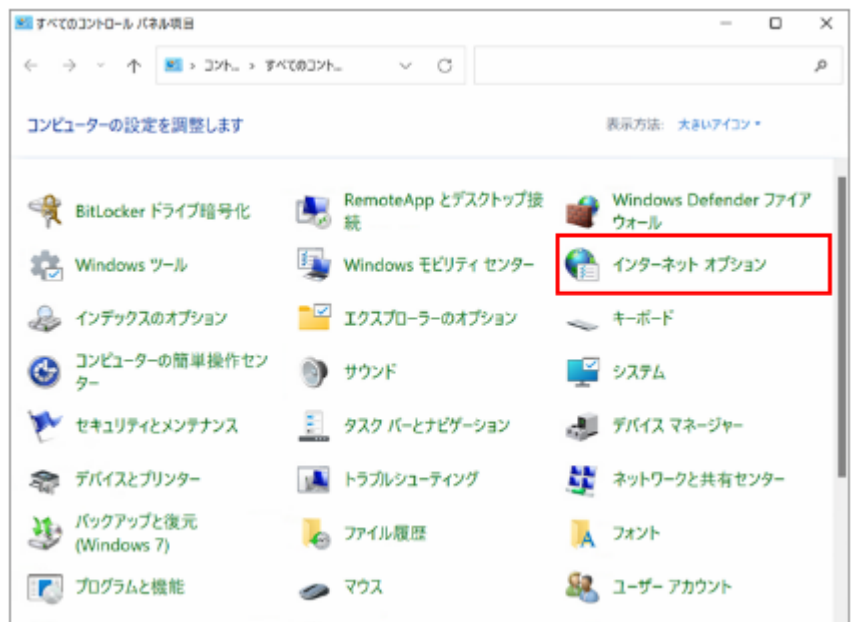 すべてのコントロール パネル項目
コント... すべてのコント...
コンピューターの設定を調整します
表示方法: 大きいアイコン
BitLocker ドライブ暗号化
RemoteApp とデスクトップ接
続
Windows Defender ファイア
ウォール
Windows ツール
Windows モビリティ センター
インターネット オプション
インデックスのオプション
エクスプローラーのオプション
キーボード
コンピューターの簡単操作セン
ター
サウンド
システム
セキュリティとメンテナンス
タスク バーとナビゲーション
デバイス マネージャー
デバイスとプリンター
トラブルシューティング
ネットワークと共有センター
バックアップと復元
(Windows 7)
ファイル履歴
フォント
プログラムと機能
マウス
ユーザー アカウント